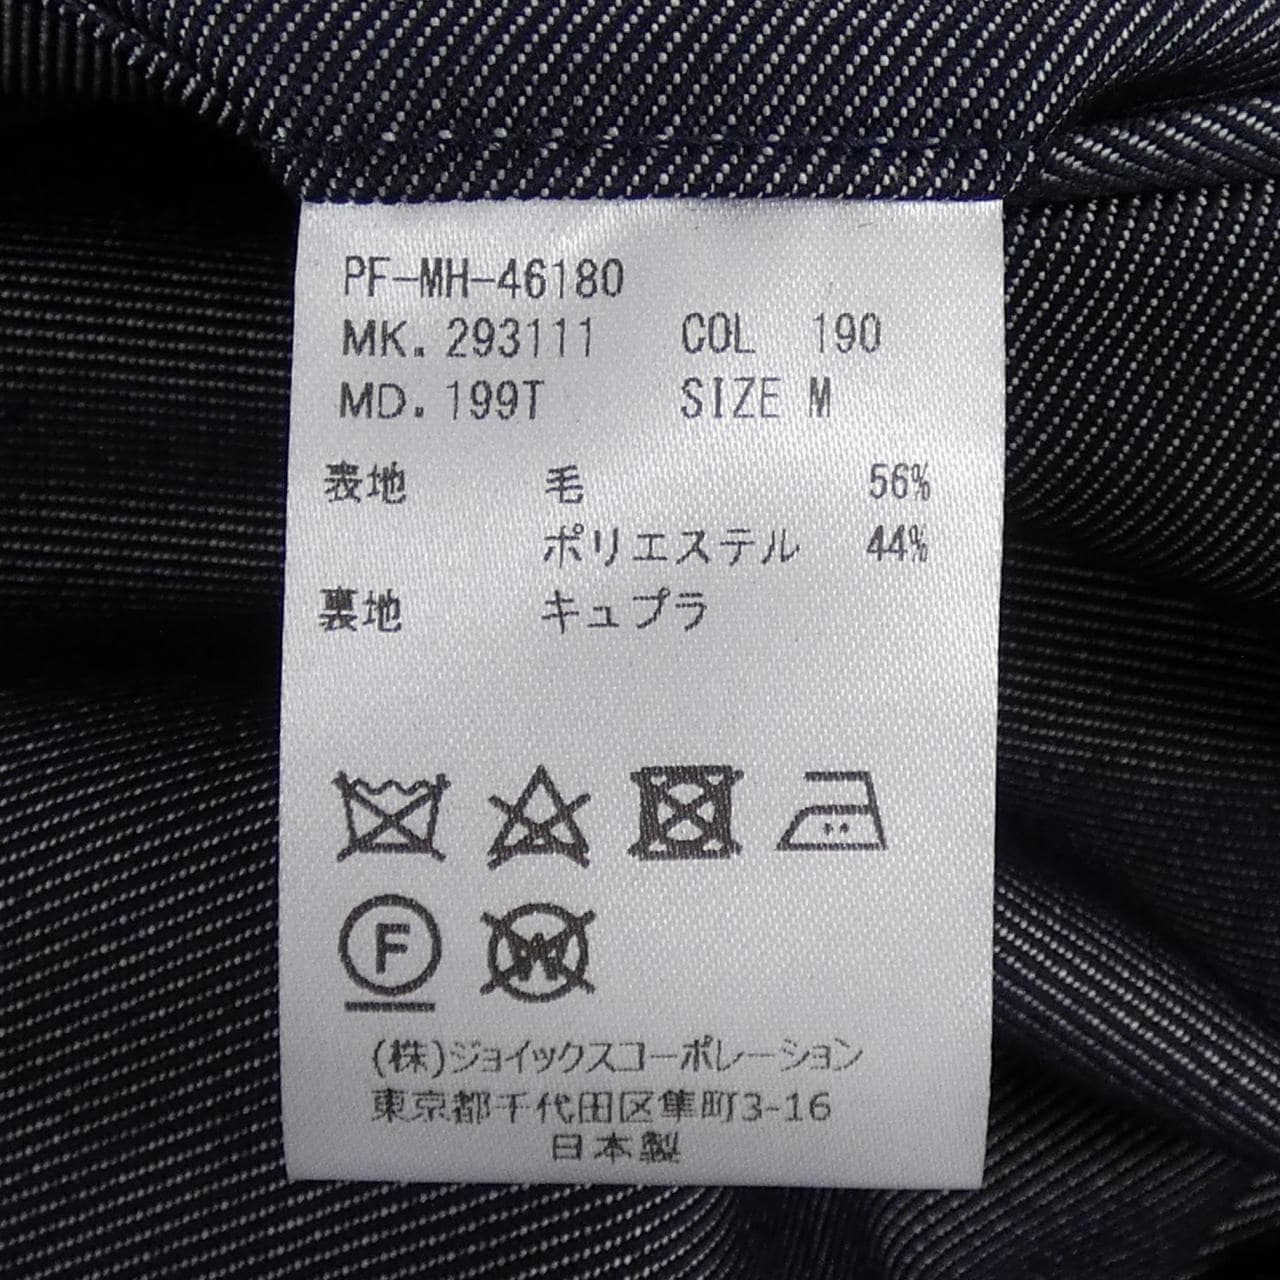 PF-MH-46180
MK. 293111 COL 190
MD. 199T SIZE M
表地 毛 56%
ポリエステル 44%
裏地 キュプラ
F
W
(株)ジョイックスコーポレーション
東京都千代田区隼町3-16
日本製